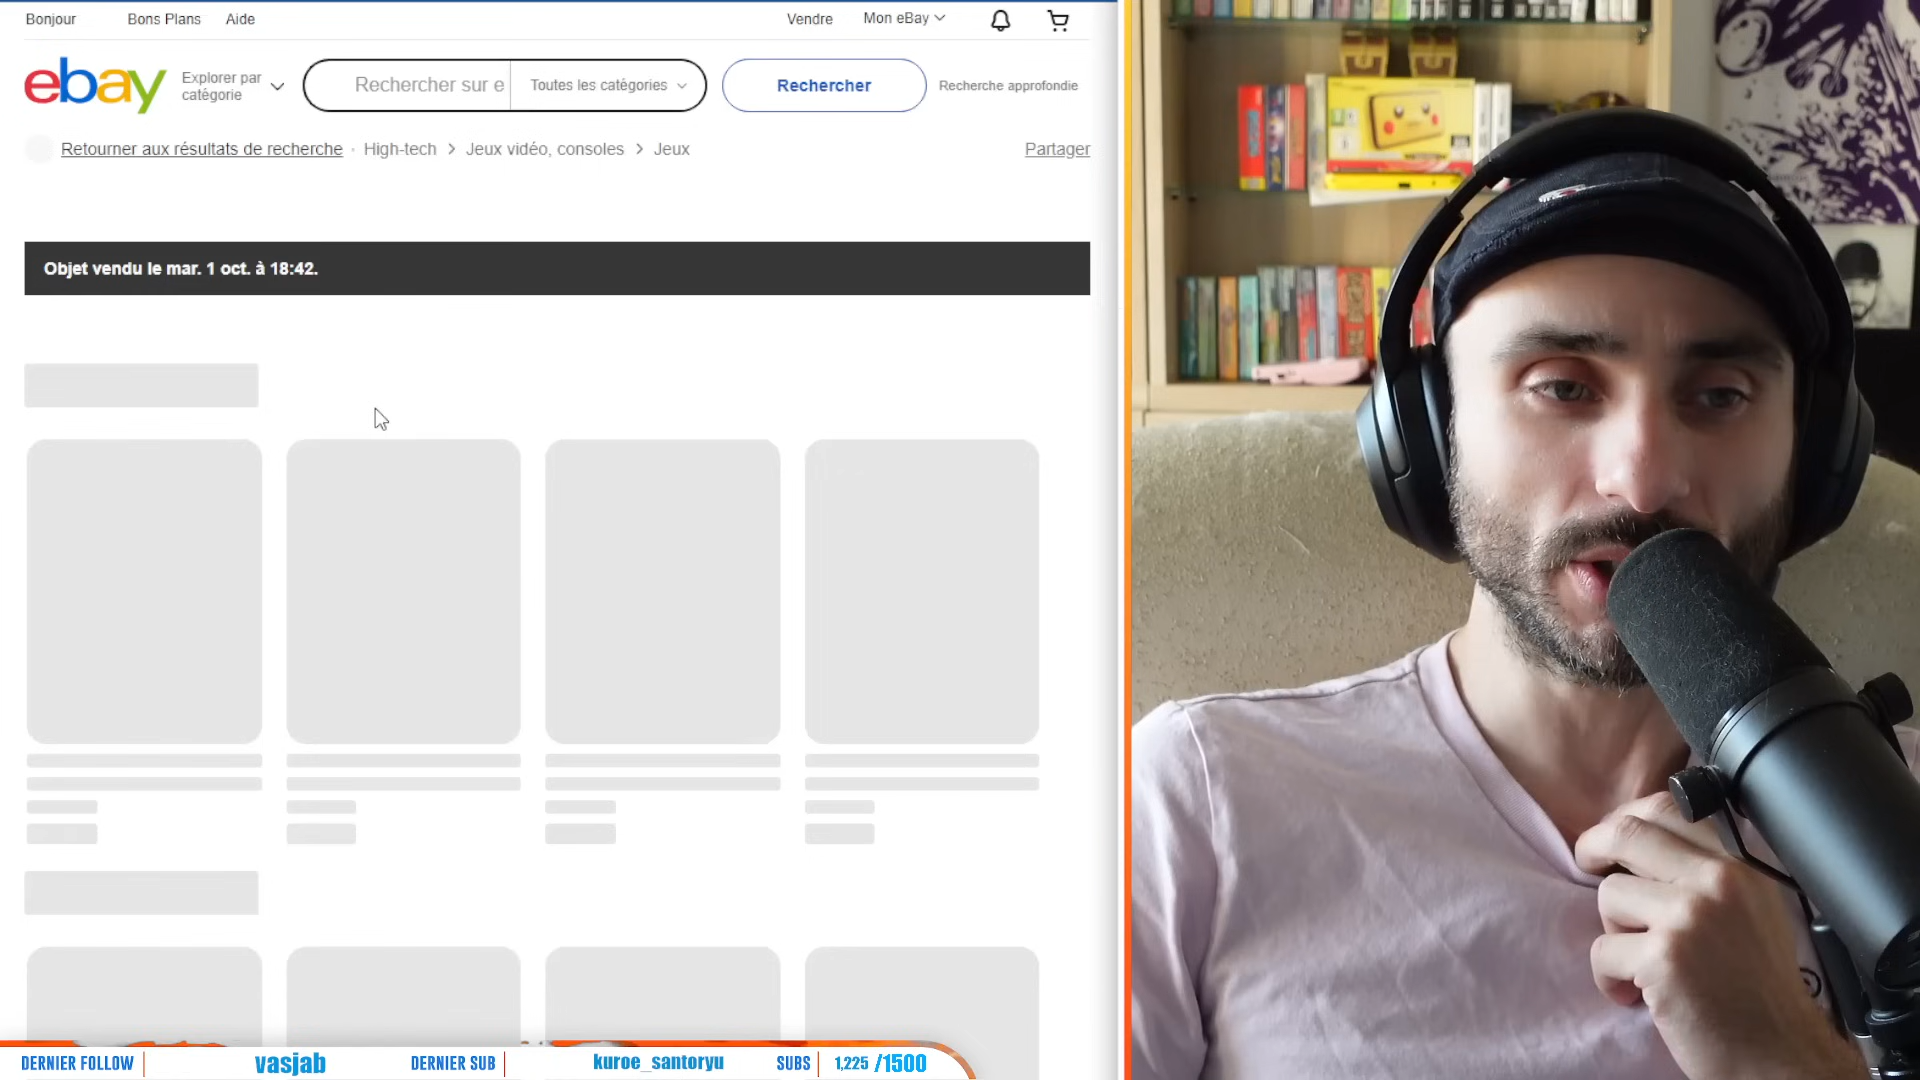 Bonjour
Bons Plans
Aide
Vendre
Mon eBay
ebay
Explorer par
catégorie
Rechercher sur e
Toutes les catégories
Rechercher
Recherche approfondie
Retourner aux résultats de recherche · High-tech > Jeux vidéo, consoles > Jeux
Partager
Objet vendu le mar. 1 oct. à 18:42.
DERNIER FOLLOW
vasjab
DERNIER SUB
kuroe_santoryu
SUBS
1,225 /1500